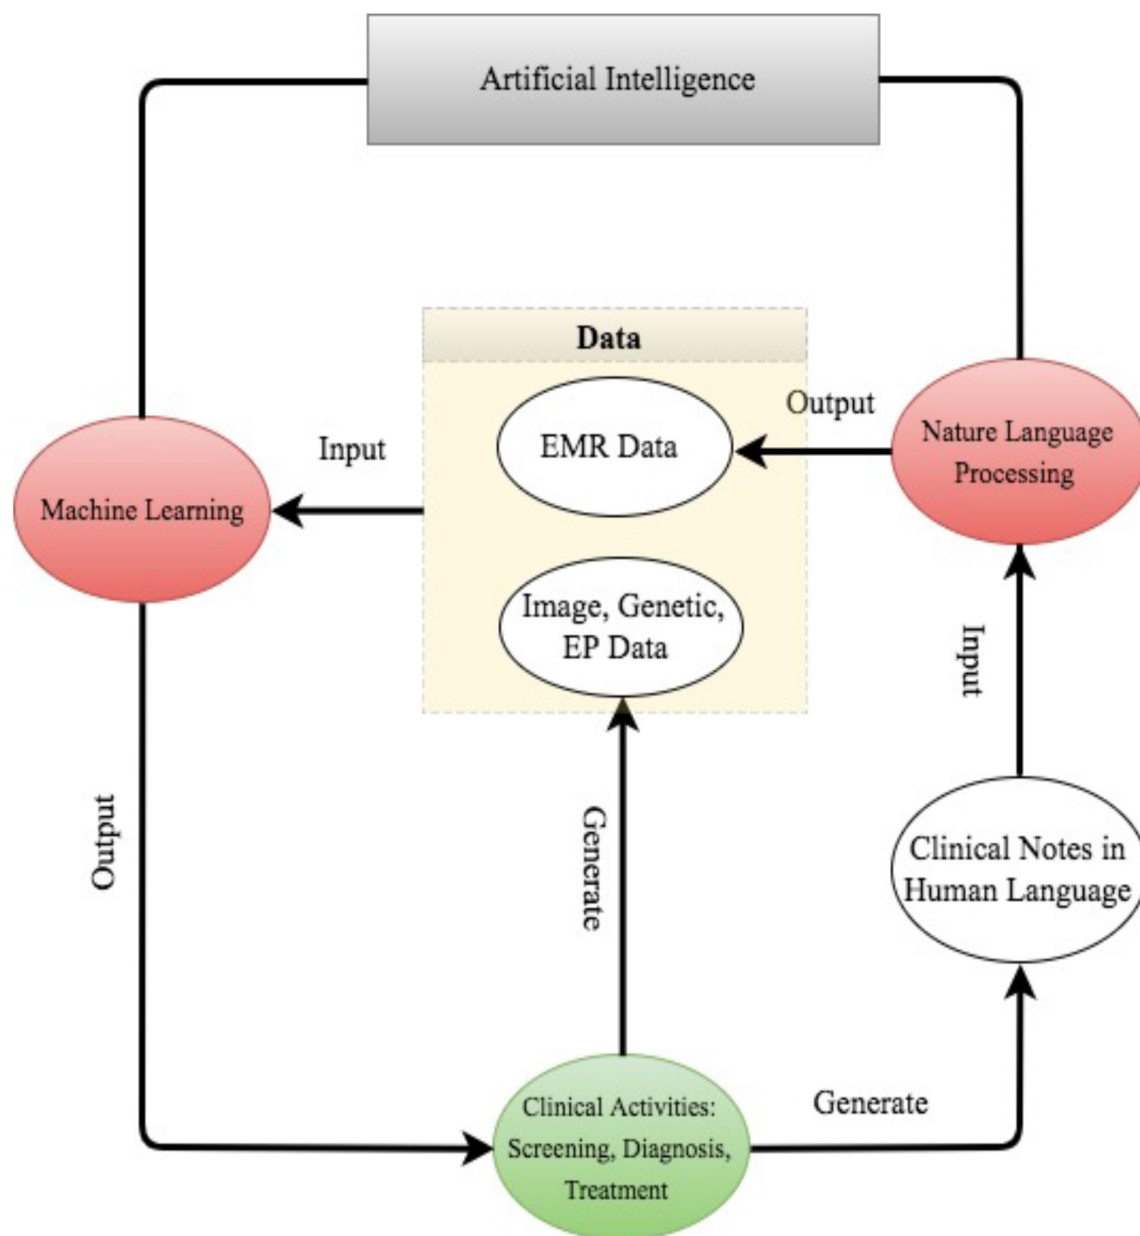 Artificial Intelligence
Data
EMR Data
Output
Nature Language
Processing
Input
Machine Learning
Image, Genetic,
EP Data
Input
Output
Generate
Clinical Notes in
Human Language
Clinical Activities:
Screening, Diagnosis,
Treatment
Generate